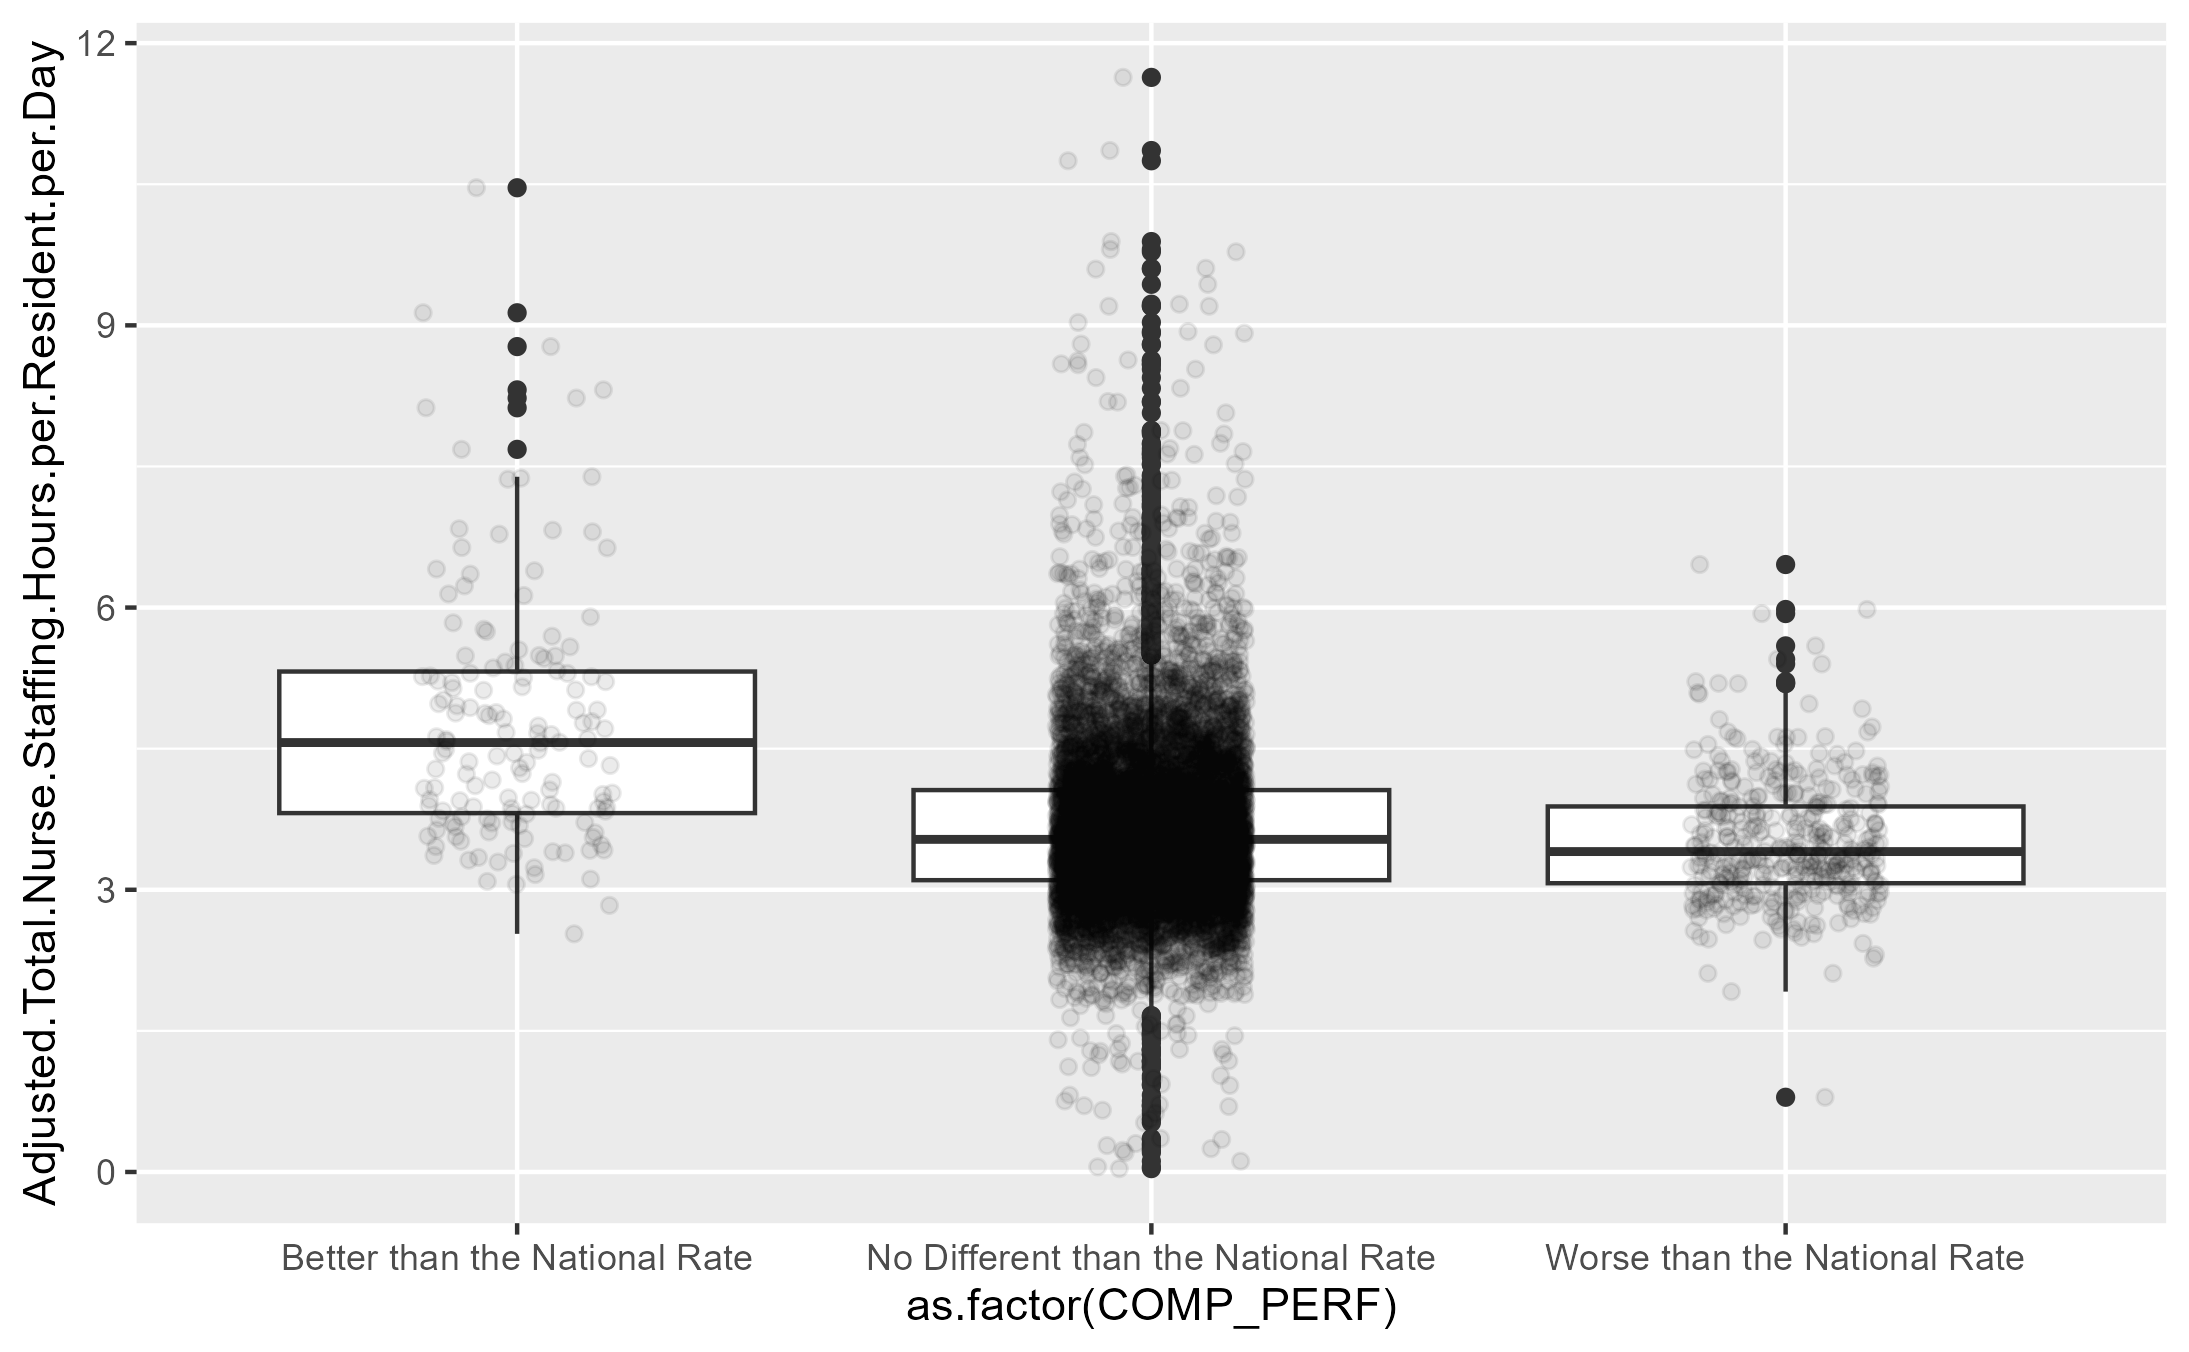 Adjusted.Total.Nurse.Staffing.Hours.per.Resident.per.Day
12
9
6
3
0
Better than the National Rate
No Different than the National Rate
Worse than the National Rate
as.factor(COMP_PERF)